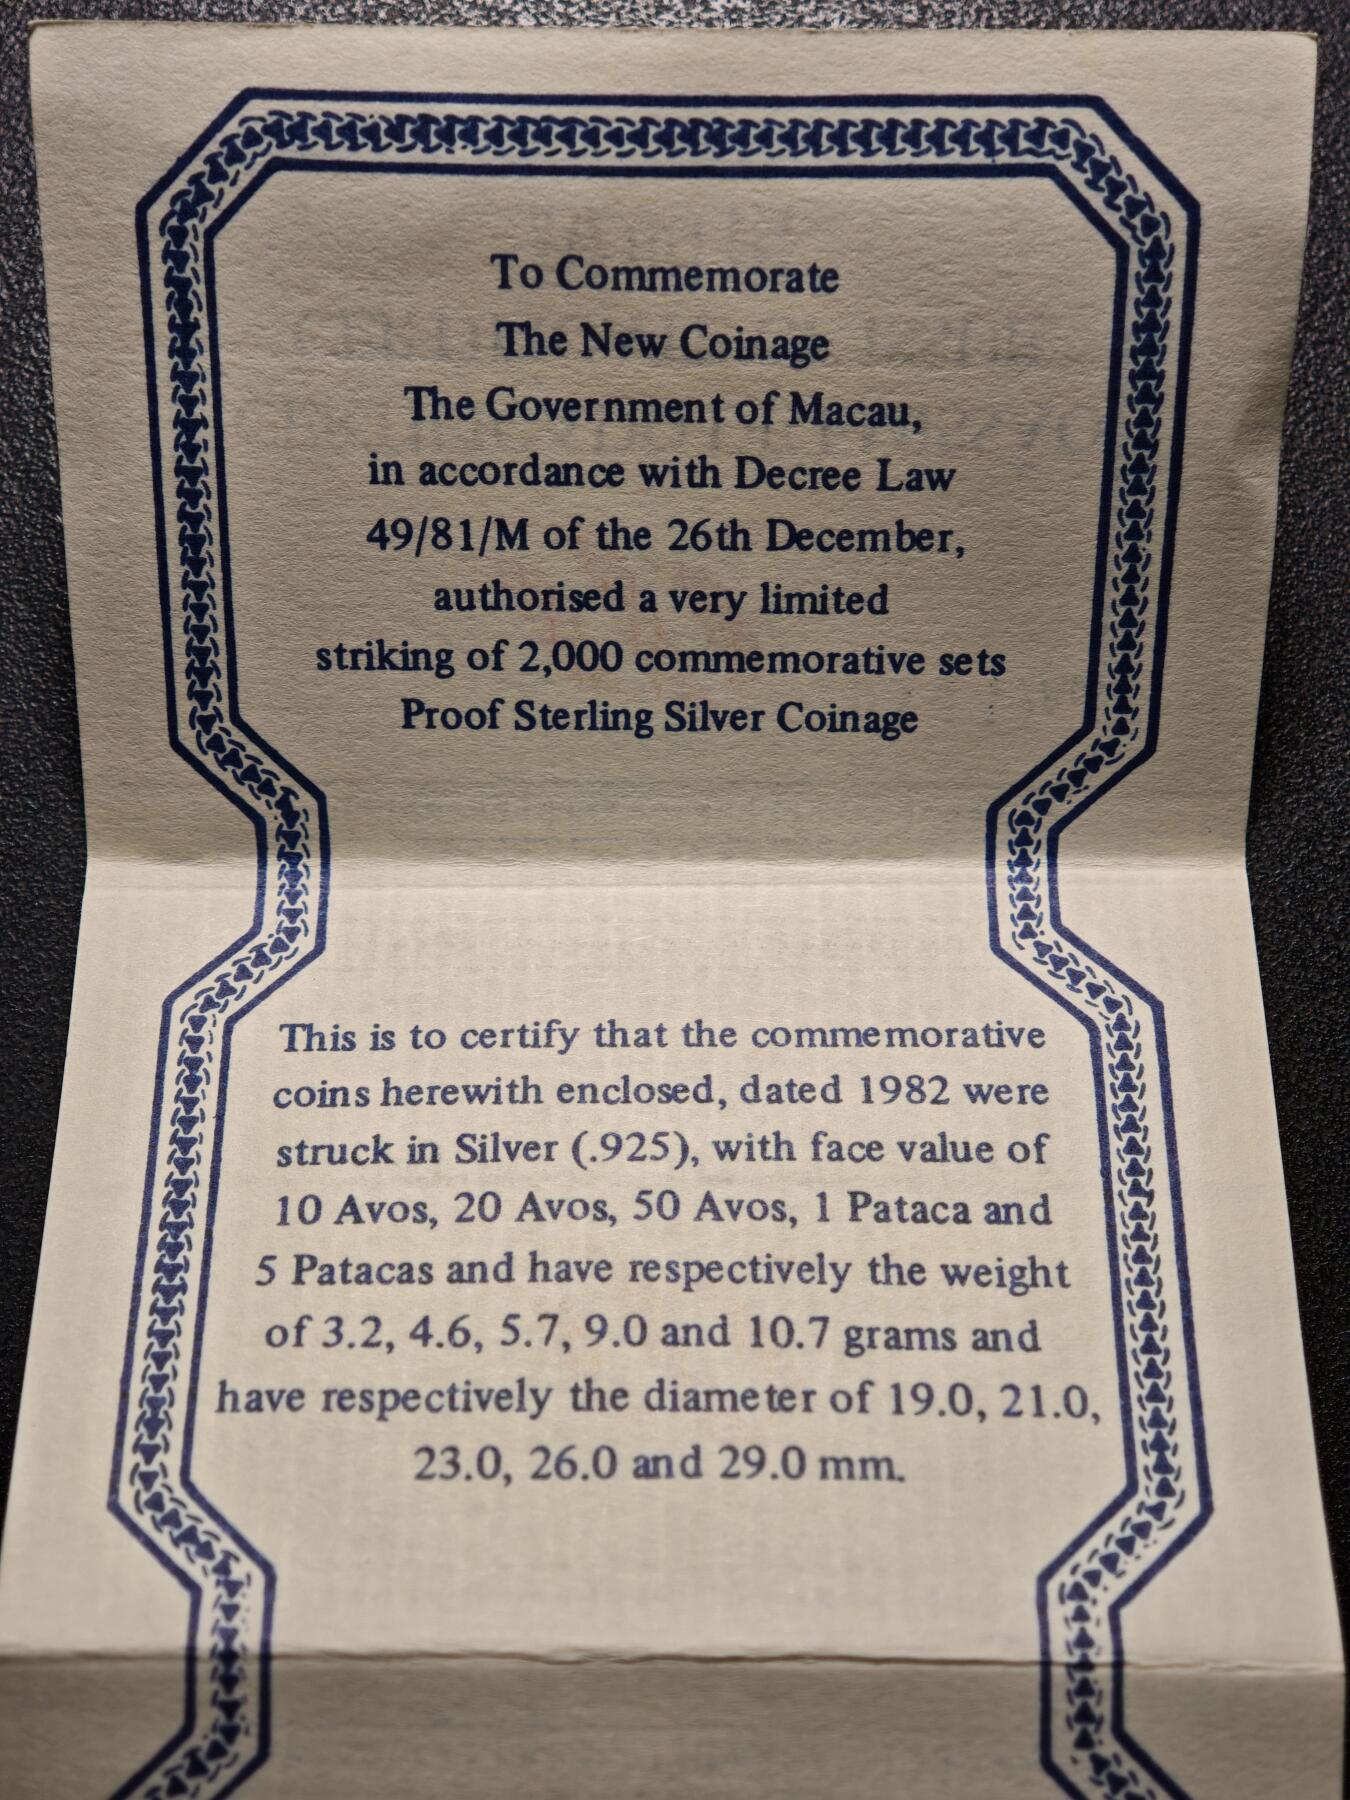 To Commemorate
The New Coinage
The Government of Macau,
in accordance with Decree Law
49/81/M of the 26th December,
authorised a very limited
striking of 2,000 commemorative sets
Proof Sterling Silver Coinage
This is to certify that the commemorative
coins herewith enclosed, dated 1982 were
struck in Silver (.925), with face value of
10 Avos, 20 Avos, 50 Avos, 1 Pataca and
5 Patacas and have respectively the weight
of 3.2, 4.6, 5.7, 9.0 and 10.7 grams and
have respectively the diameter of 19.0, 21.0,
23.0, 26.0 and 29.0 mm.